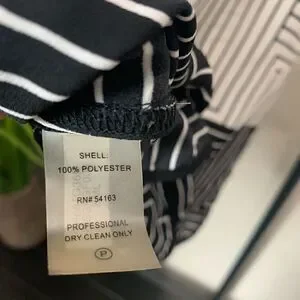 SHELL:
100% POLYESTER
RN# 54163
PROFESSIONAL
DRY CLEAN ONLY
P